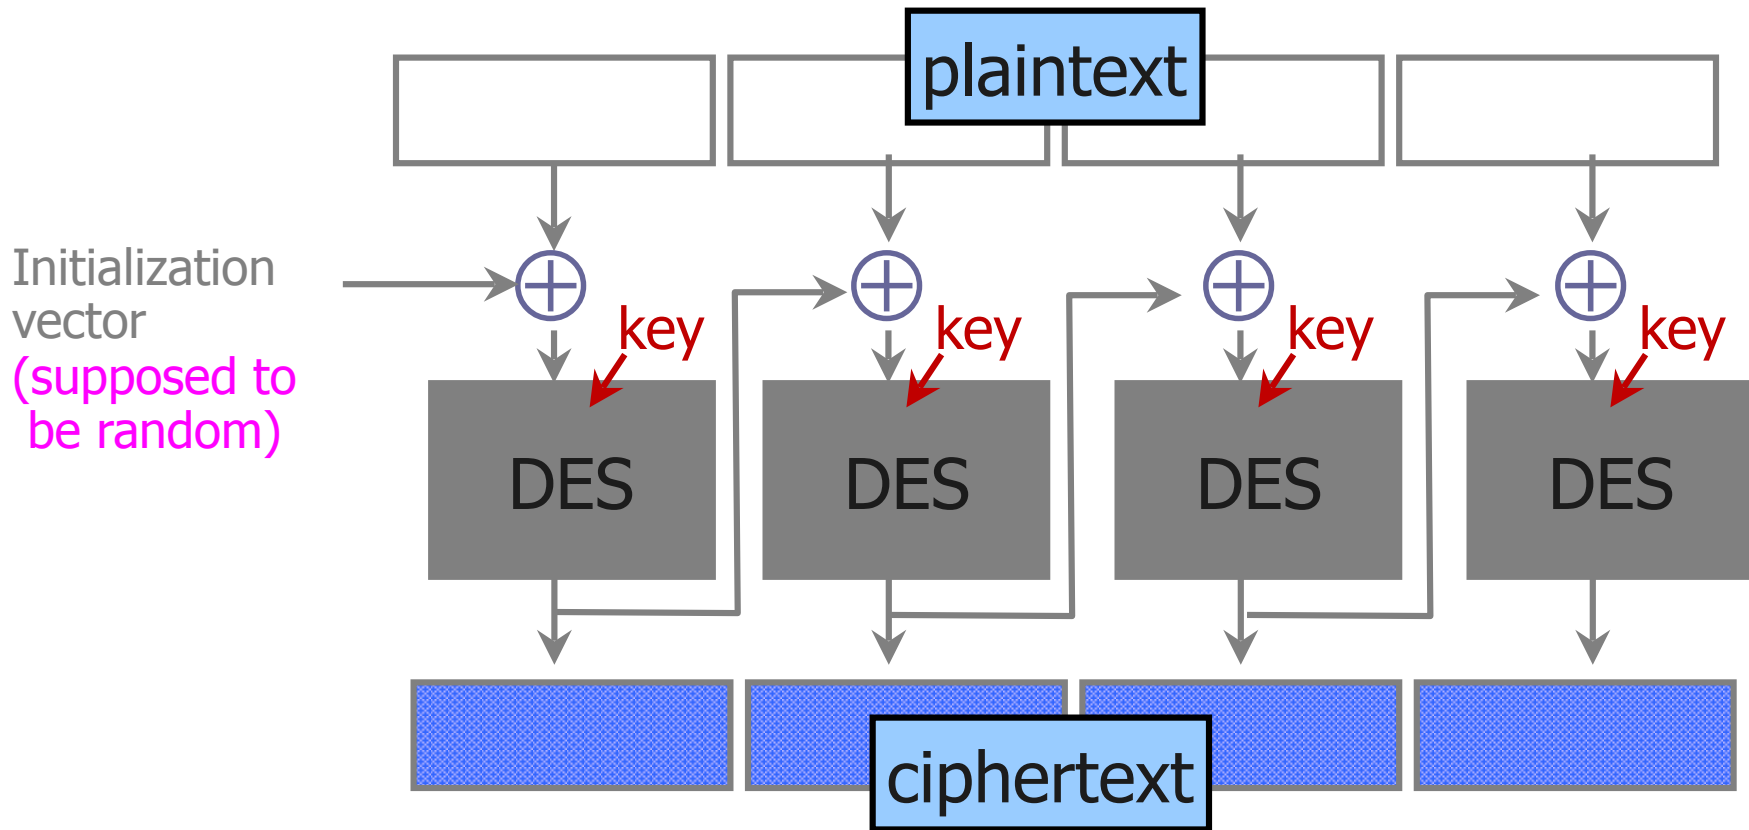 plaintext
Initialization
vector
(supposed to
be random)
key
key
key
key
DES
DES
DES
DES
ciphertext